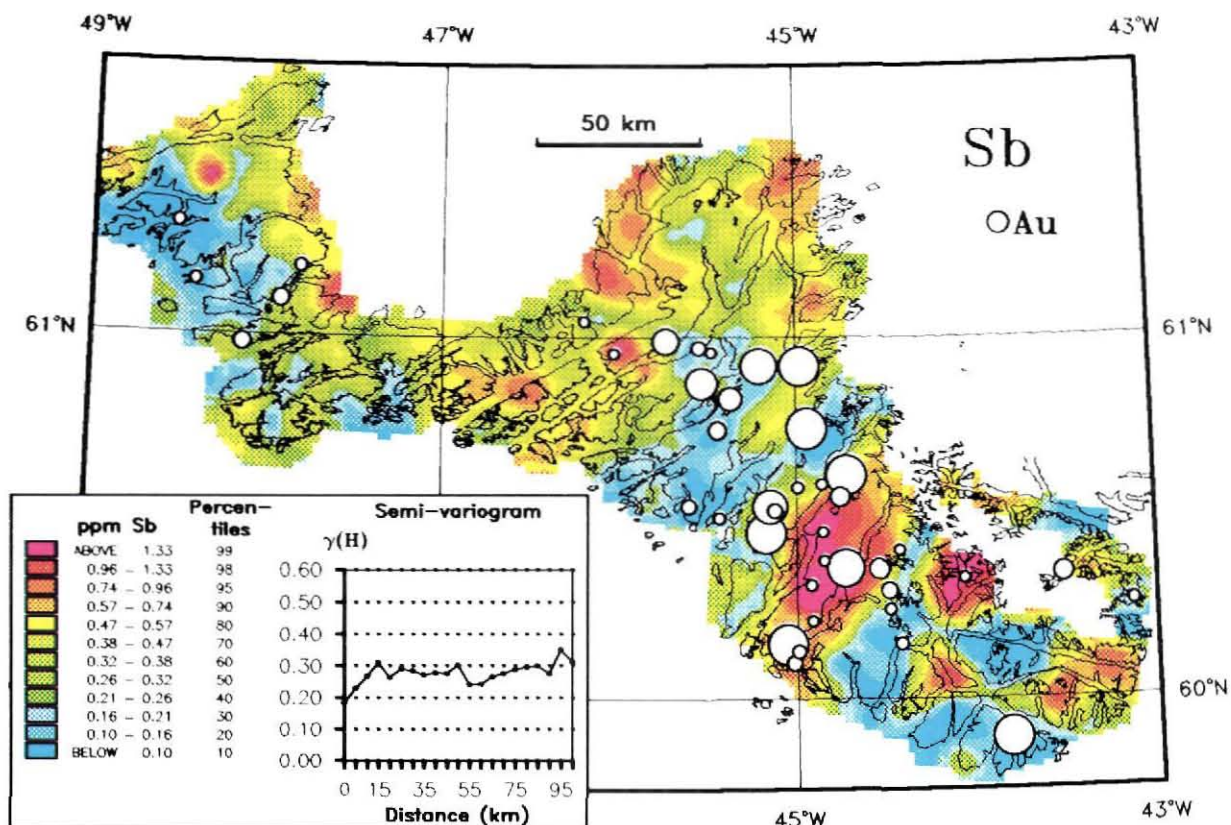 49°W
47°W
45°W
43°W
50 km
Sb
Au
61°N
61°N
60°N
45°W
43°W
ppm Sb
Percen-
tiles
ABOVE 1.33 99
0.96 - 1.33 98
0.74 - 0.96 95
0.57 - 0.74 90
0.47 - 0.57 80
0.38 - 0.47 70
0.32 - 0.38 60
0.26 - 0.32 50
0.21 - 0.26 40
0.16 - 0.21 30
0.10 - 0.16 20
BELOW 0.10 10
Semi-variogram
γ(H)
0.60
0.50
0.40
0.30
0.20
0.10
0.00
0 15 35 55 75 95
Distance (km)